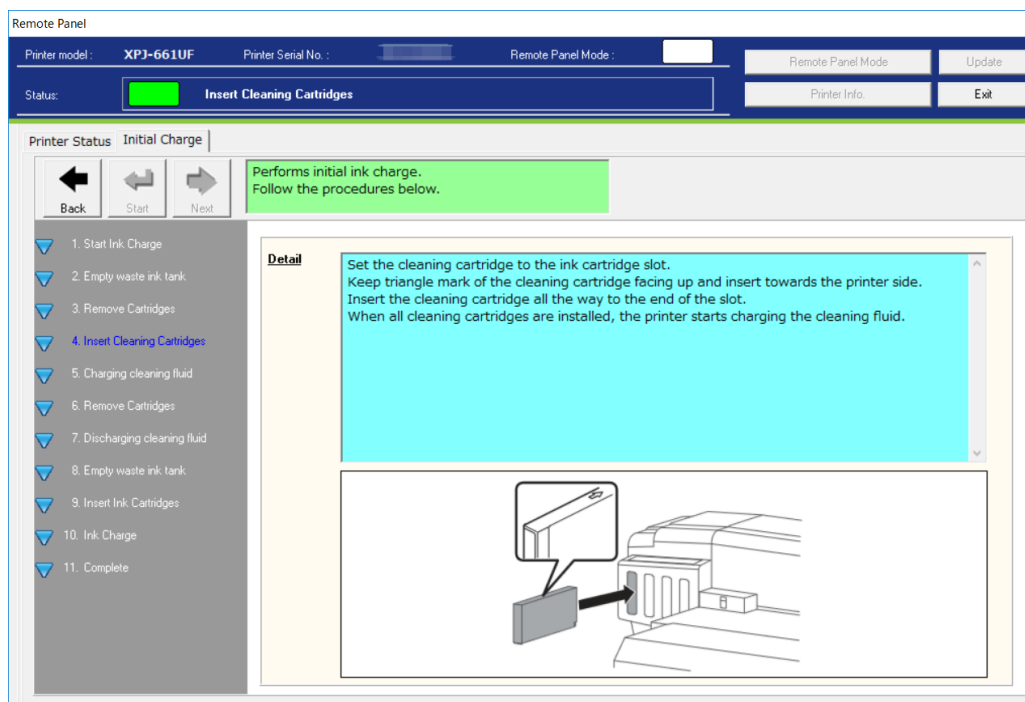 Remote Panel
Printer model : XPJ-661UF Printer Serial No. : Remote Panel Mode :
Remote Panel Mode Update
Status: Insert Cleaning Cartridges
Printer Info. Exit
Printer Status Initial Charge
Back Start Next
Performs initial ink charge.
Follow the procedures below.
1. Start Ink Charge
2. Empty waste ink tank
3. Remove Cartridges
4. Insert Cleaning Cartridges
5. Charging cleaning fluid
6. Remove Cartridges
7. Discharging cleaning fluid
8. Empty waste ink tank
9. Insert Ink Cartridges
10. Ink Charge
11. Complete
Detail
Set the cleaning cartridge to the ink cartridge slot.
Keep triangle mark of the cleaning cartridge facing up and insert towards the printer side.
Insert the cleaning cartridge all the way to the end of the slot.
When all cleaning cartridges are installed, the printer starts charging the cleaning fluid.